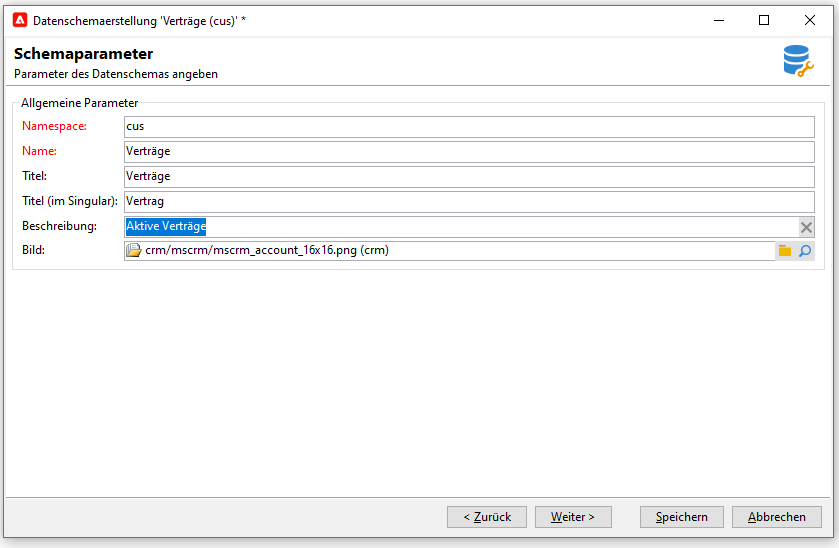 Datenschemaerstellung 'Verträge (cus)' *
Schemaparameter
Parameter des Datenschemas angeben
Allgemeine Parameter
Namespace: cus
Name: Verträge
Titel: Verträge
Titel (im Singular): Vertrag
Beschreibung: Aktive Verträge
Bild: crm/mscrm/mscrm_account_16x16.png (crm)
< Zurück Weiter > Speichern Abbrechen